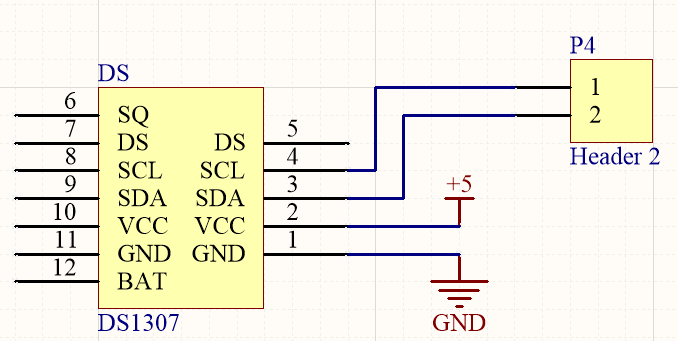 P4
DS
1
2
Header 2
6 SQ
7 DS DS 5
8 SCL SCL 4
9 SDA SDA 3
+5
10 VCC VCC 2
11 GND GND 1
12 BAT
DS1307
GND